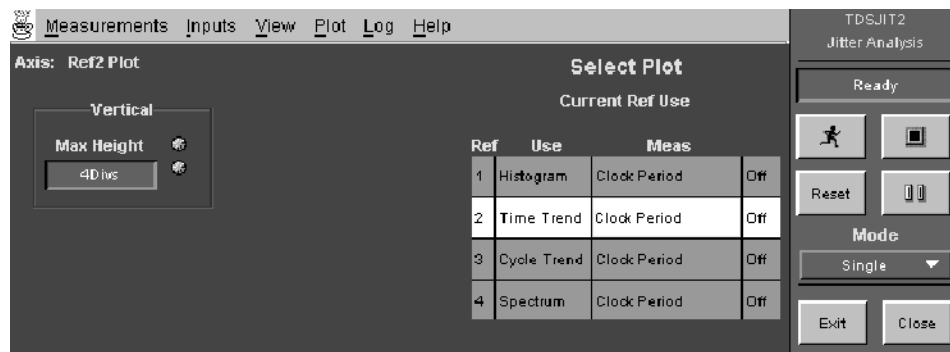 Measurements Inputs View Plot Log Help
Axis: Ref2 Plot
Vertical
Max Height
4Divs
Select Plot
Current Ref Use
Ref Use Meas
1 Histogram Clock Period Off
2 Time Trend Clock Period Off
3 Cycle Trend Clock Period Off
4 Spectrum Clock Period Off
TDSJIT2
Jitter Analysis
Ready
Reset
Mode
Single
Exit Close